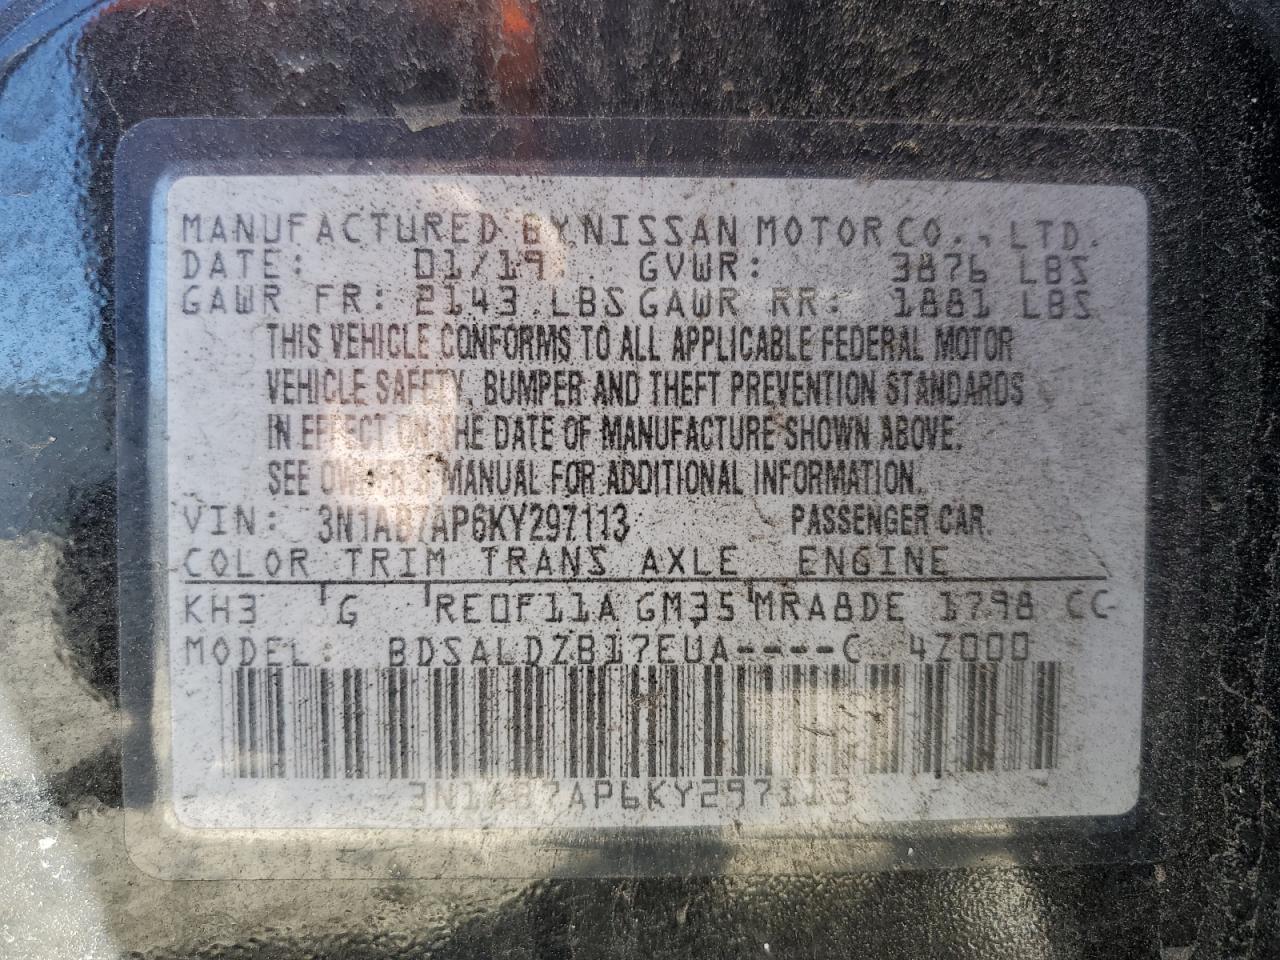 MANUFACTURED BY NISSAN MOTOR CO., LTD.
DATE: 01/19 GVWR: 3876 LBS
GAWR FR: 2143 LBS GAWR RR: 1881 LBS
THIS VEHICLE CONFORMS TO ALL APPLICABLE FEDERAL MOTOR
VEHICLE SAFETY, BUMPER AND THEFT PREVENTION STANDARDS
IN EFFECT ON THE DATE OF MANUFACTURE SHOWN ABOVE.
SEE OWNER'S MANUAL FOR ADDITIONAL INFORMATION.
VIN: 3N1AB7AP6KY297113 PASSENGER CAR
COLOR TRIM TRANS AXLE ENGINE
KH3 G RE0F11A GM35 MRA8DE 1798 CC
MODEL: BDSALDZB17EUA----C 4Z000
3N1AB7AP6KY297113